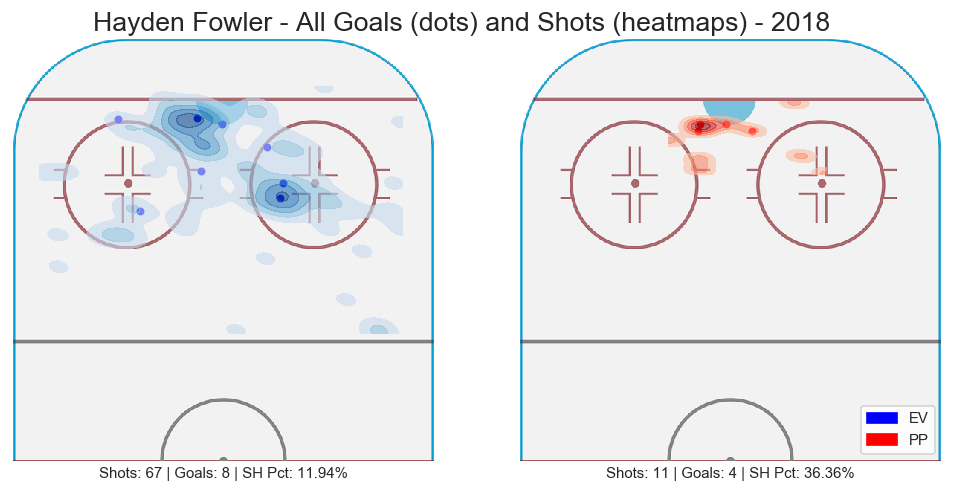 Hayden Fowler - All Goals (dots) and Shots (heatmaps) - 2018
EV
PP
Shots: 67 | Goals: 8 | SH Pct: 11.94%
Shots: 11 | Goals: 4 | SH Pct: 36.36%